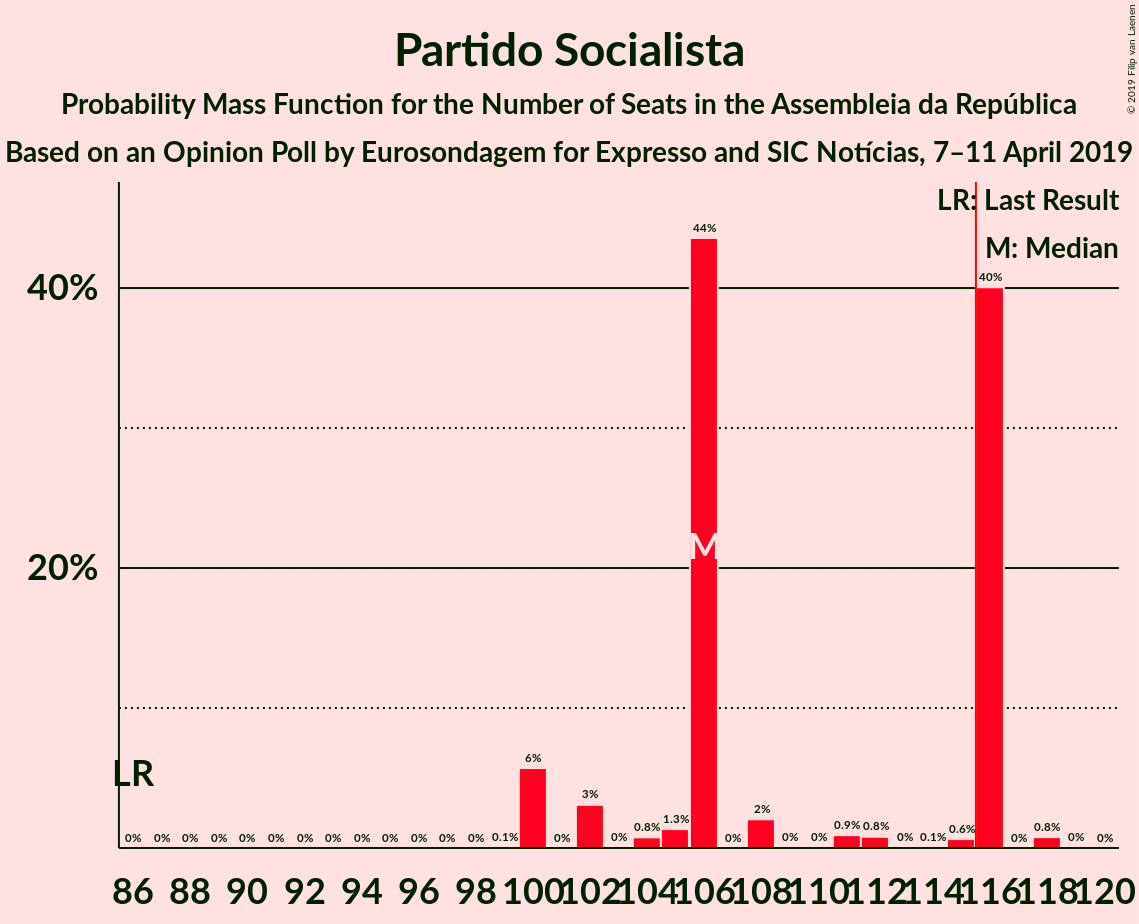 Partido Socialista
Probability Mass Function for the Number of Seats in the Assembleia da República
Based on an Opinion Poll by Eurosondagem for Expresso and SIC Notícias, 7–11 April 2019
© 2019 Filip van Laenen
LR: Last Result
M: Median
40%
20%
44%
40%
M
LR
0% 0% 0% 0% 0% 0% 0% 0% 0% 0% 0% 0% 0% 0.1% 6% 0% 3% 0% 0.8% 1.3% 0% 2% 0% 0% 0.9% 0.8% 0% 0.1% 0.6% 0% 0.8% 0% 0%
86 88 90 92 94 96 98 100 102 104 106 108 110 112 114 116 118 120